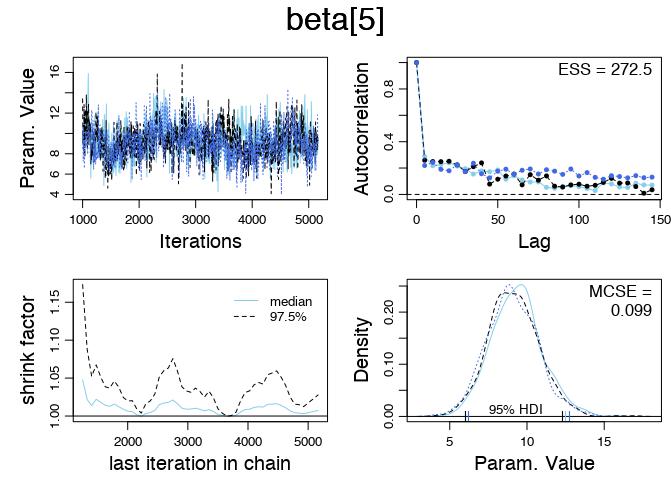 beta[5]
Param. Value
4
6
8
12
16
1000
2000
3000
4000
5000
Iterations
Autocorrelation
0.0
0.4
0.8
ESS = 272.5
0
50
100
150
Lag
shrink factor
1.00
1.05
1.10
1.15
median
97.5%
2000
3000
4000
5000
last iteration in chain
Density
0.00
0.10
0.20
MCSE =
0.099
95% HDI
5
10
15
Param. Value